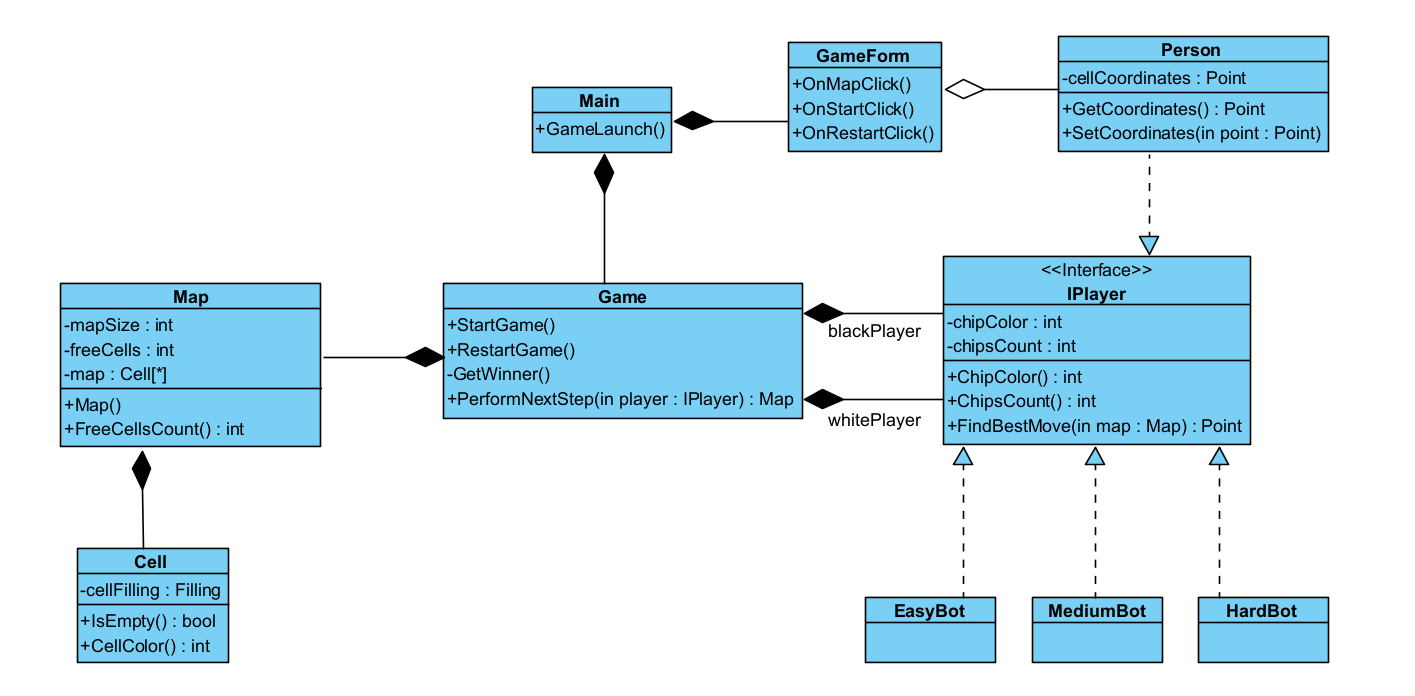 GameForm
+OnMapClick()
+OnStartClick()
+OnRestartClick()
Person
-cellCoordinates : Point
+GetCoordinates() : Point
+SetCoordinates(in point : Point)
Main
+GameLaunch()
Map
-mapSize : int
-freeCells : int
-map : Cell[*]
+Map()
+FreeCellsCount() : int
Game
+StartGame()
+RestartGame()
-GetWinner()
+PerformNextStep(in player : IPlayer) : Map
blackPlayer
whitePlayer
<<Interface>>
IPlayer
-chipColor : int
-chipsCount : int
+ChipColor() : int
+ChipsCount() : int
+FindBestMove(in map : Map) : Point
Cell
-cellFilling : Filling
+IsEmpty() : bool
+CellColor() : int
EasyBot
MediumBot
HardBot